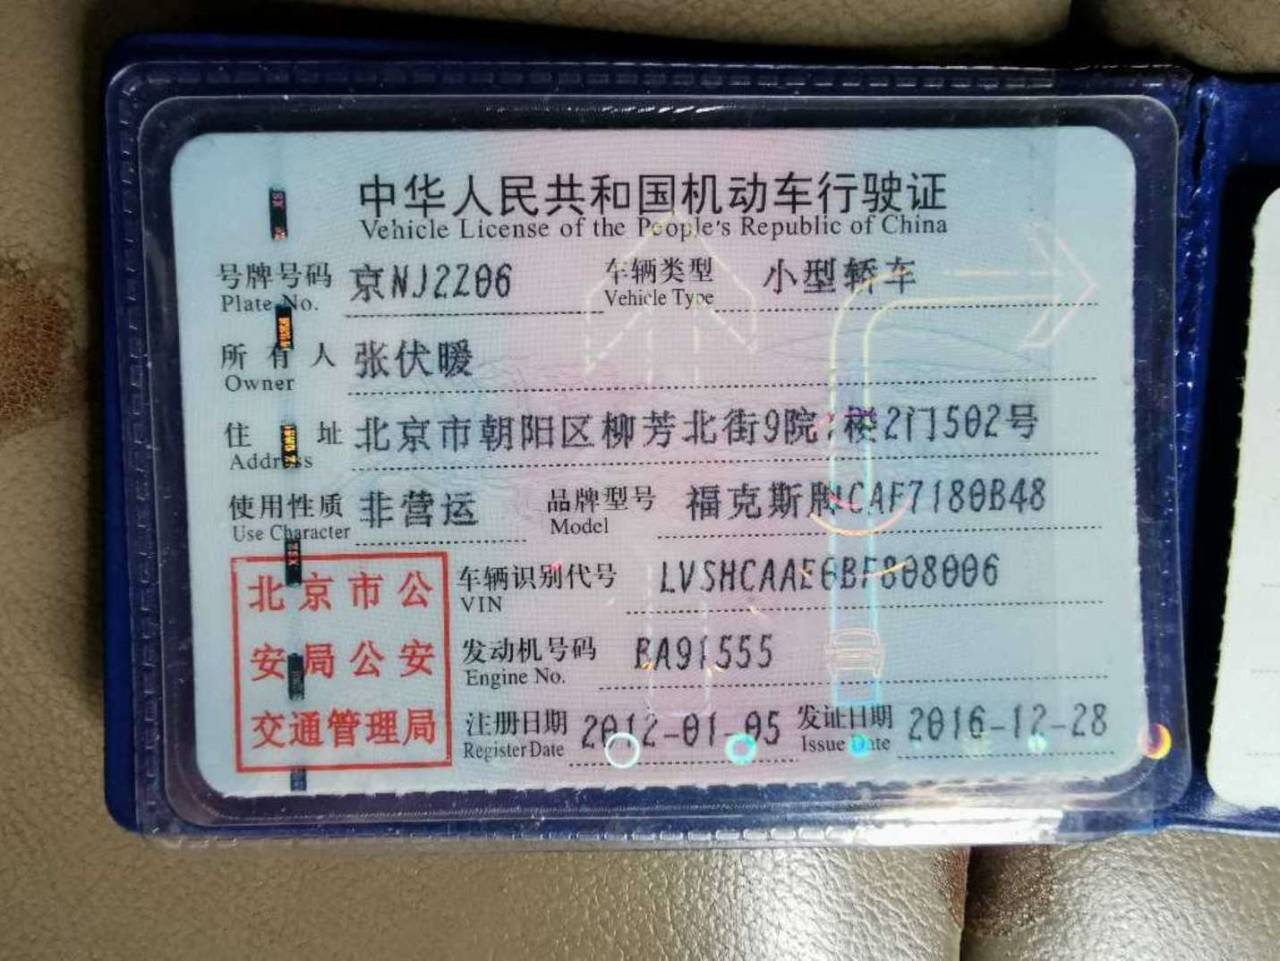 中华人民共和国机动车行驶证
Vehicle License of the People's Republic of China
号牌号码 京NJ2Z06 车辆类型 小型轿车
Plate No. Vehicle Type
所有人 张伏暖
Owner
住址 北京市朝阳区柳芳北街9院 楼2门502号
Address
使用性质 非营运 品牌型号 福克斯牌CAF7180B48
Use Character Model
北京市公
安局公安
交通管理局
车辆识别代号 LVSHCAAE6BF808006
VIN
发动机号码 BA91555
Engine No.
注册日期 2012-01-05 发证日期 2016-12-28
Register Date Issue Date